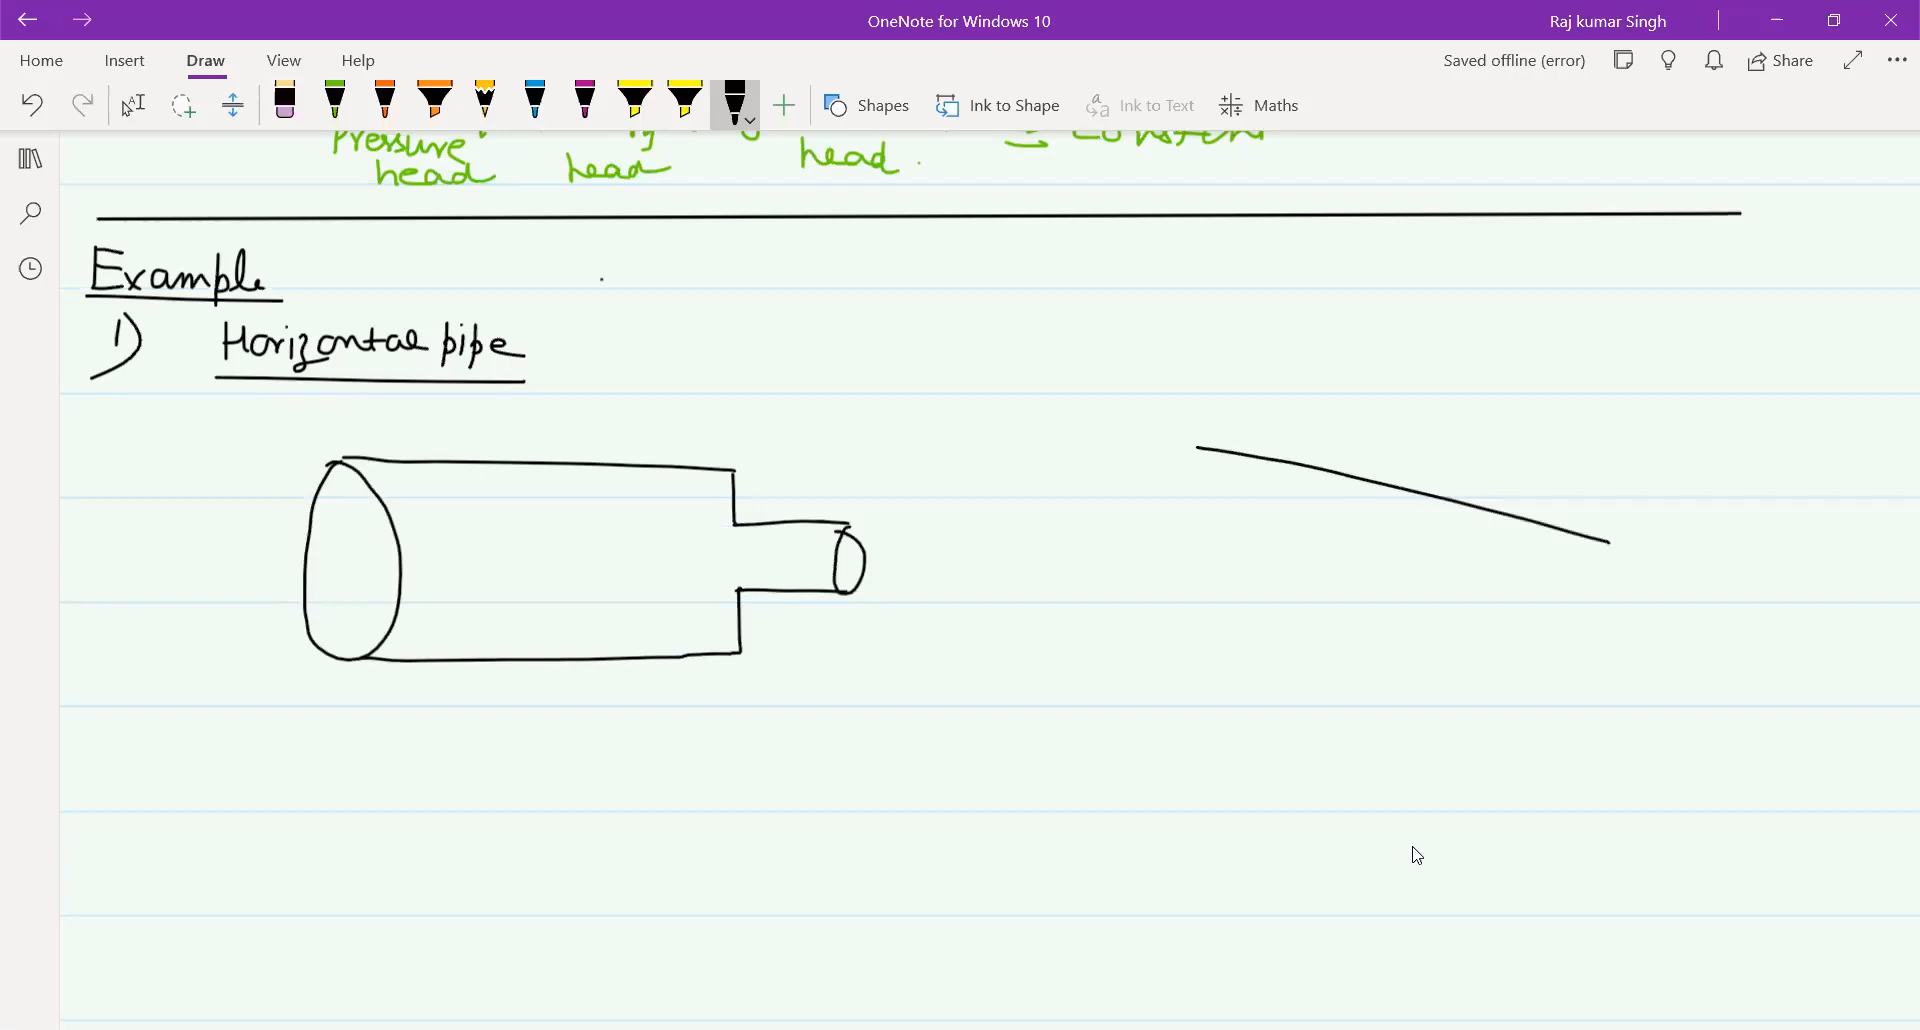 OneNote for Windows 10
Raj kumar Singh
Home Insert Draw View Help
Saved offline (error) Share
Shapes Ink to Shape Ink to Text Maths
Pressure
head head head.
= Constant
Example
1) Horizontal pipe